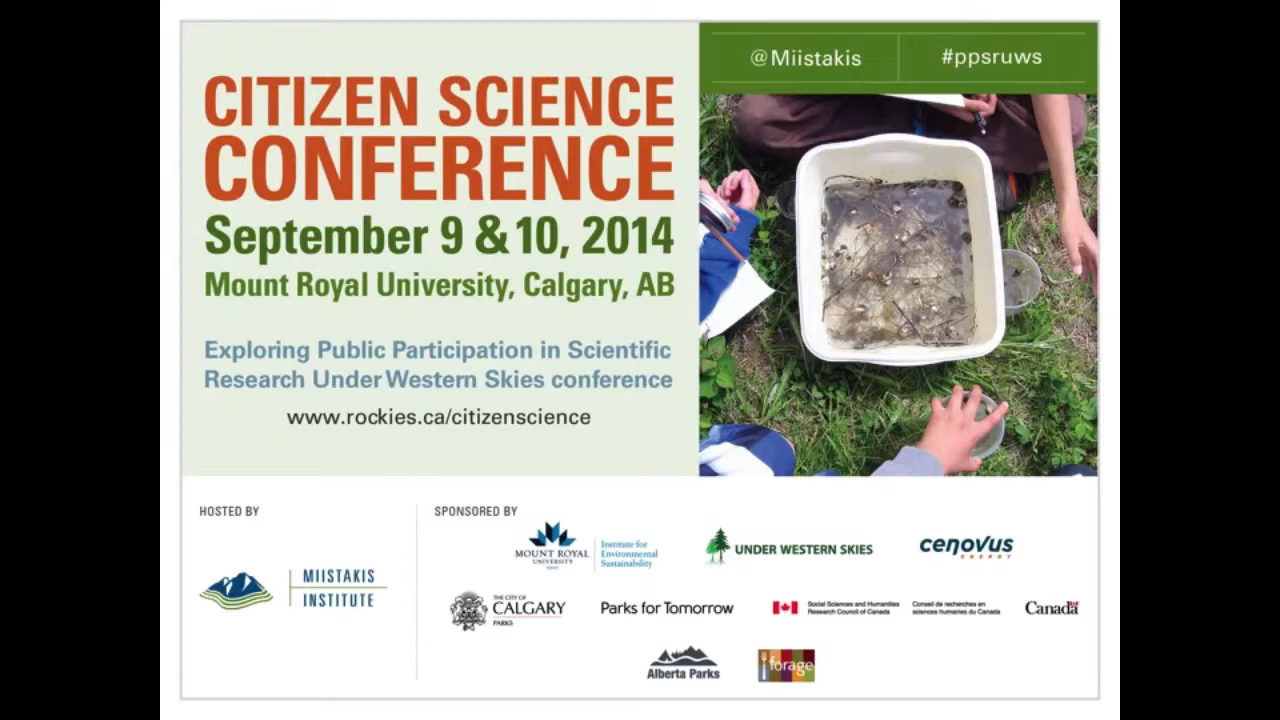 CITIZEN SCIENCE
CONFERENCE
September 9 & 10, 2014
Mount Royal University, Calgary, AB
Exploring Public Participation in Scientific
Research Under Western Skies conference
www.rockies.ca/citizenscience
@Miistakis
#ppsruws
HOSTED BY
MIISTAKIS
INSTITUTE
SPONSORED BY
MOUNT ROYAL
UNIVERSITY
1910
Institute for
Environmental
Sustainability
UNDER WESTERN SKIES
cenovus
ENERGY
THE CITY OF
CALGARY
PARKS
Parks for Tomorrow
Social Sciences and Humanities
Research Council of Canada
Conseil de recherches en
sciences humaines du Canada
Canada
Alberta Parks
forage